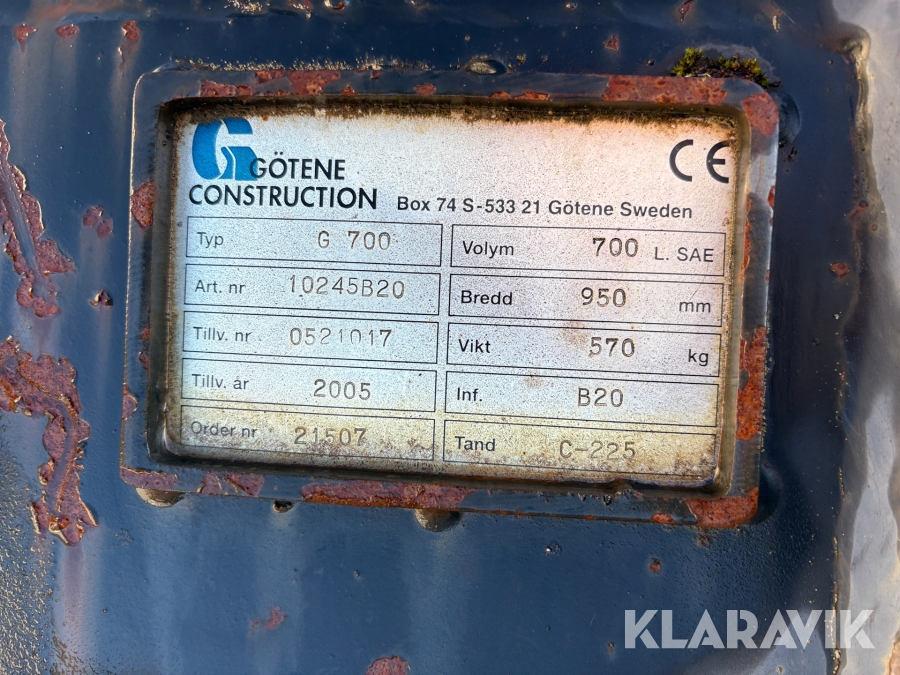 GÖTENE
CONSTRUCTION Box 74 S-533 21 Götene Sweden
CE
Typ G 700 Volym 700 L. SAE
Art. nr 10245B20 Bredd 950 mm
Tillv. nr 0521017 Vikt 570 kg
Tillv. år 2005 Inf. B20
Order nr 21507 Tand C-225
KLARAVIK